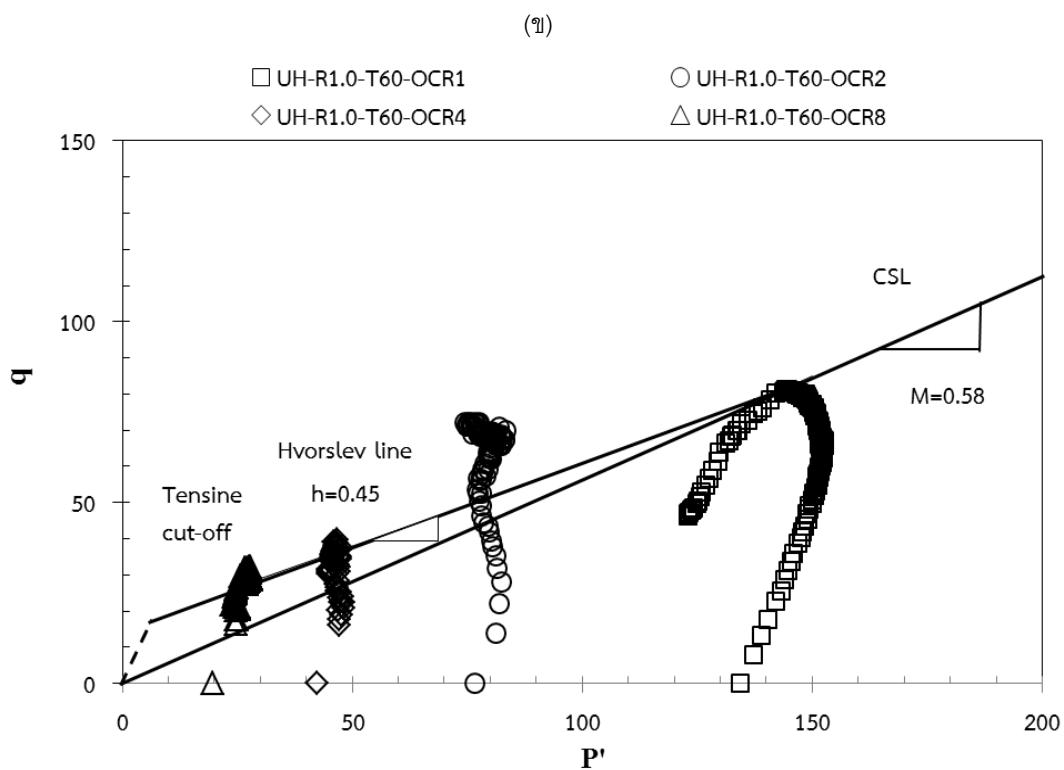 (ข)
UH-R1.0-T60-OCR1
UH-R1.0-T60-OCR2
UH-R1.0-T60-OCR4
UH-R1.0-T60-OCR8
150
100
50
0
q
CSL
M=0.58
Hvorslev line
h=0.45
Tensine
cut-off
0
50
100
150
200
P'